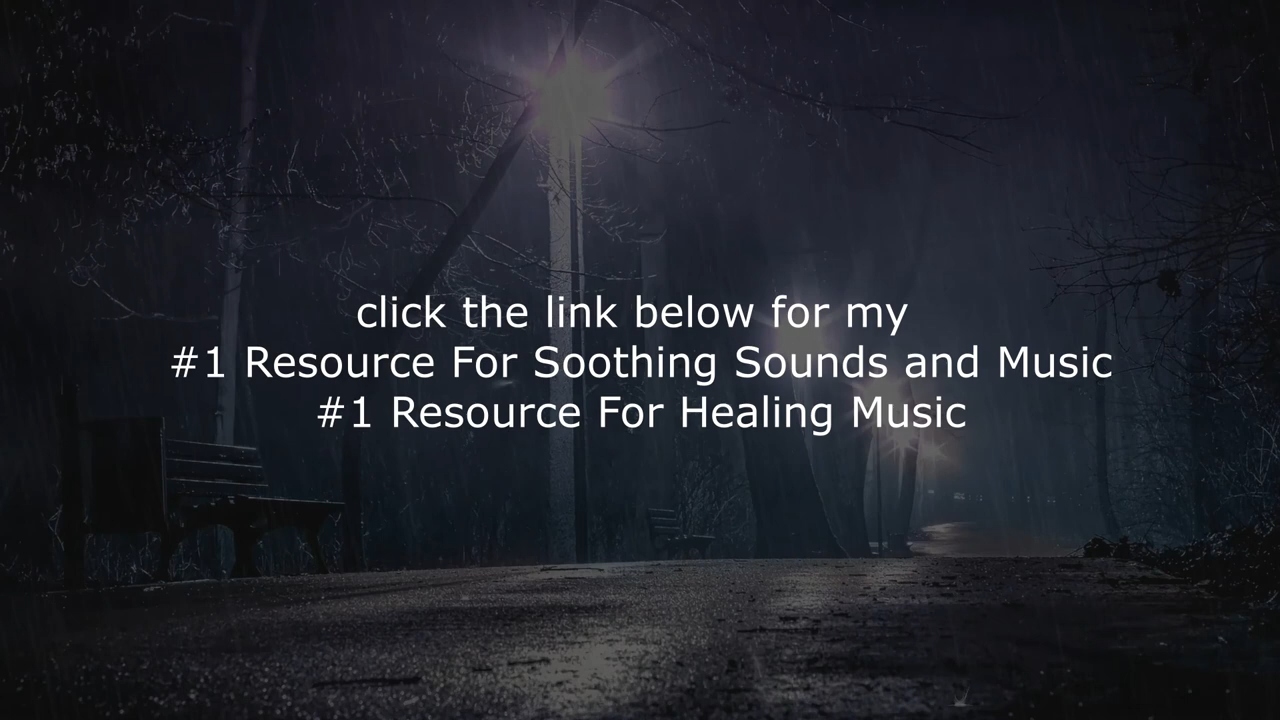 click the link below for my
#1 Resource For Soothing Sounds and Music
#1 Resource For Healing Music